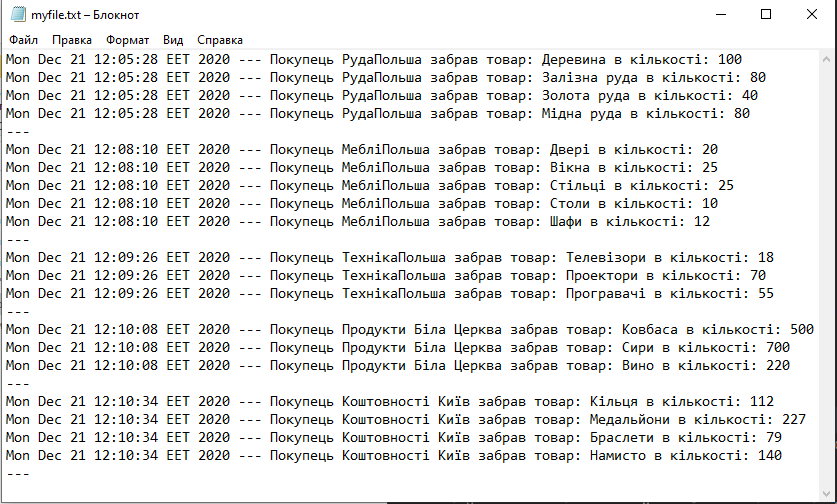 myfile.txt – Блокнот
Файл Правка Формат Вид Справка
Mon Dec 21 12:05:28 EET 2020 --- Покупець РудаПольша забрав товар: Деревина в кількості: 100
Mon Dec 21 12:05:28 EET 2020 --- Покупець РудаПольша забрав товар: Залізна руда в кількості: 80
Mon Dec 21 12:05:28 EET 2020 --- Покупець РудаПольша забрав товар: Золота руда в кількості: 40
Mon Dec 21 12:05:28 EET 2020 --- Покупець РудаПольша забрав товар: Мідна руда в кількості: 80
---
Mon Dec 21 12:08:10 EET 2020 --- Покупець МебліПольша забрав товар: Двері в кількості: 20
Mon Dec 21 12:08:10 EET 2020 --- Покупець МебліПольша забрав товар: Вікна в кількості: 25
Mon Dec 21 12:08:10 EET 2020 --- Покупець МебліПольша забрав товар: Стільці в кількості: 25
Mon Dec 21 12:08:10 EET 2020 --- Покупець МебліПольша забрав товар: Столи в кількості: 10
Mon Dec 21 12:08:10 EET 2020 --- Покупець МебліПольша забрав товар: Шафи в кількості: 12
---
Mon Dec 21 12:09:26 EET 2020 --- Покупець ТехнікаПольша забрав товар: Телевізори в кількості: 18
Mon Dec 21 12:09:26 EET 2020 --- Покупець ТехнікаПольша забрав товар: Проектори в кількості: 70
Mon Dec 21 12:09:26 EET 2020 --- Покупець ТехнікаПольша забрав товар: Програвачі в кількості: 55
---
Mon Dec 21 12:10:08 EET 2020 --- Покупець Продукти Біла Церква забрав товар: Ковбаса в кількості: 500
Mon Dec 21 12:10:08 EET 2020 --- Покупець Продукти Біла Церква забрав товар: Сири в кількості: 700
Mon Dec 21 12:10:08 EET 2020 --- Покупець Продукти Біла Церква забрав товар: Вино в кількості: 220
---
Mon Dec 21 12:10:34 EET 2020 --- Покупець Коштовності Київ забрав товар: Кільця в кількості: 112
Mon Dec 21 12:10:34 EET 2020 --- Покупець Коштовності Київ забрав товар: Медальйони в кількості: 227
Mon Dec 21 12:10:34 EET 2020 --- Покупець Коштовності Київ забрав товар: Браслети в кількості: 79
Mon Dec 21 12:10:34 EET 2020 --- Покупець Коштовності Київ забрав товар: Намисто в кількості: 140
---